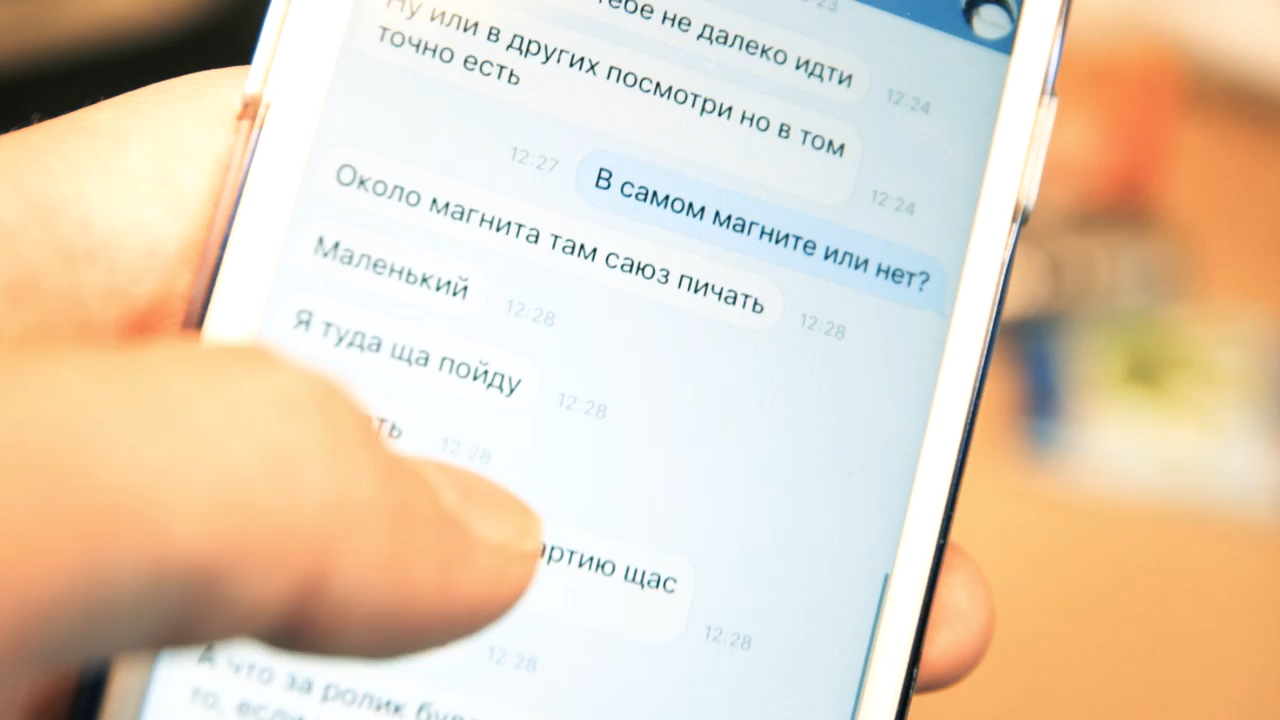 тебе не далеко идти
12:24
Ну или в других посмотри но в том
точно есть
12:24
12:27
В самом магните или нет?
Около магнита там саюз пичать
12:28
Маленький
12:28
Я туда ща пойду
12:28
12:28
щас
12:28
12:28
А что за ролик
то,